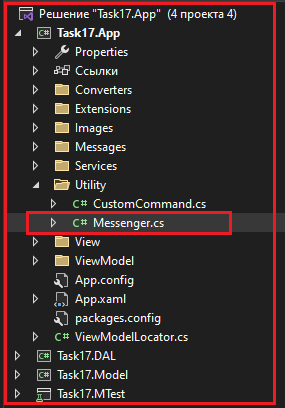 Решение "Task17.App" (4 проекта 4)
Task17.App
Properties
Ссылки
Converters
Extensions
Images
Messages
Services
Utility
C# CustomCommand.cs
C# Messenger.cs
View
ViewModel
App.config
App.xaml
packages.config
C# ViewModelLocator.cs
C# Task17.DAL
C# Task17.Model
Task17.MTest